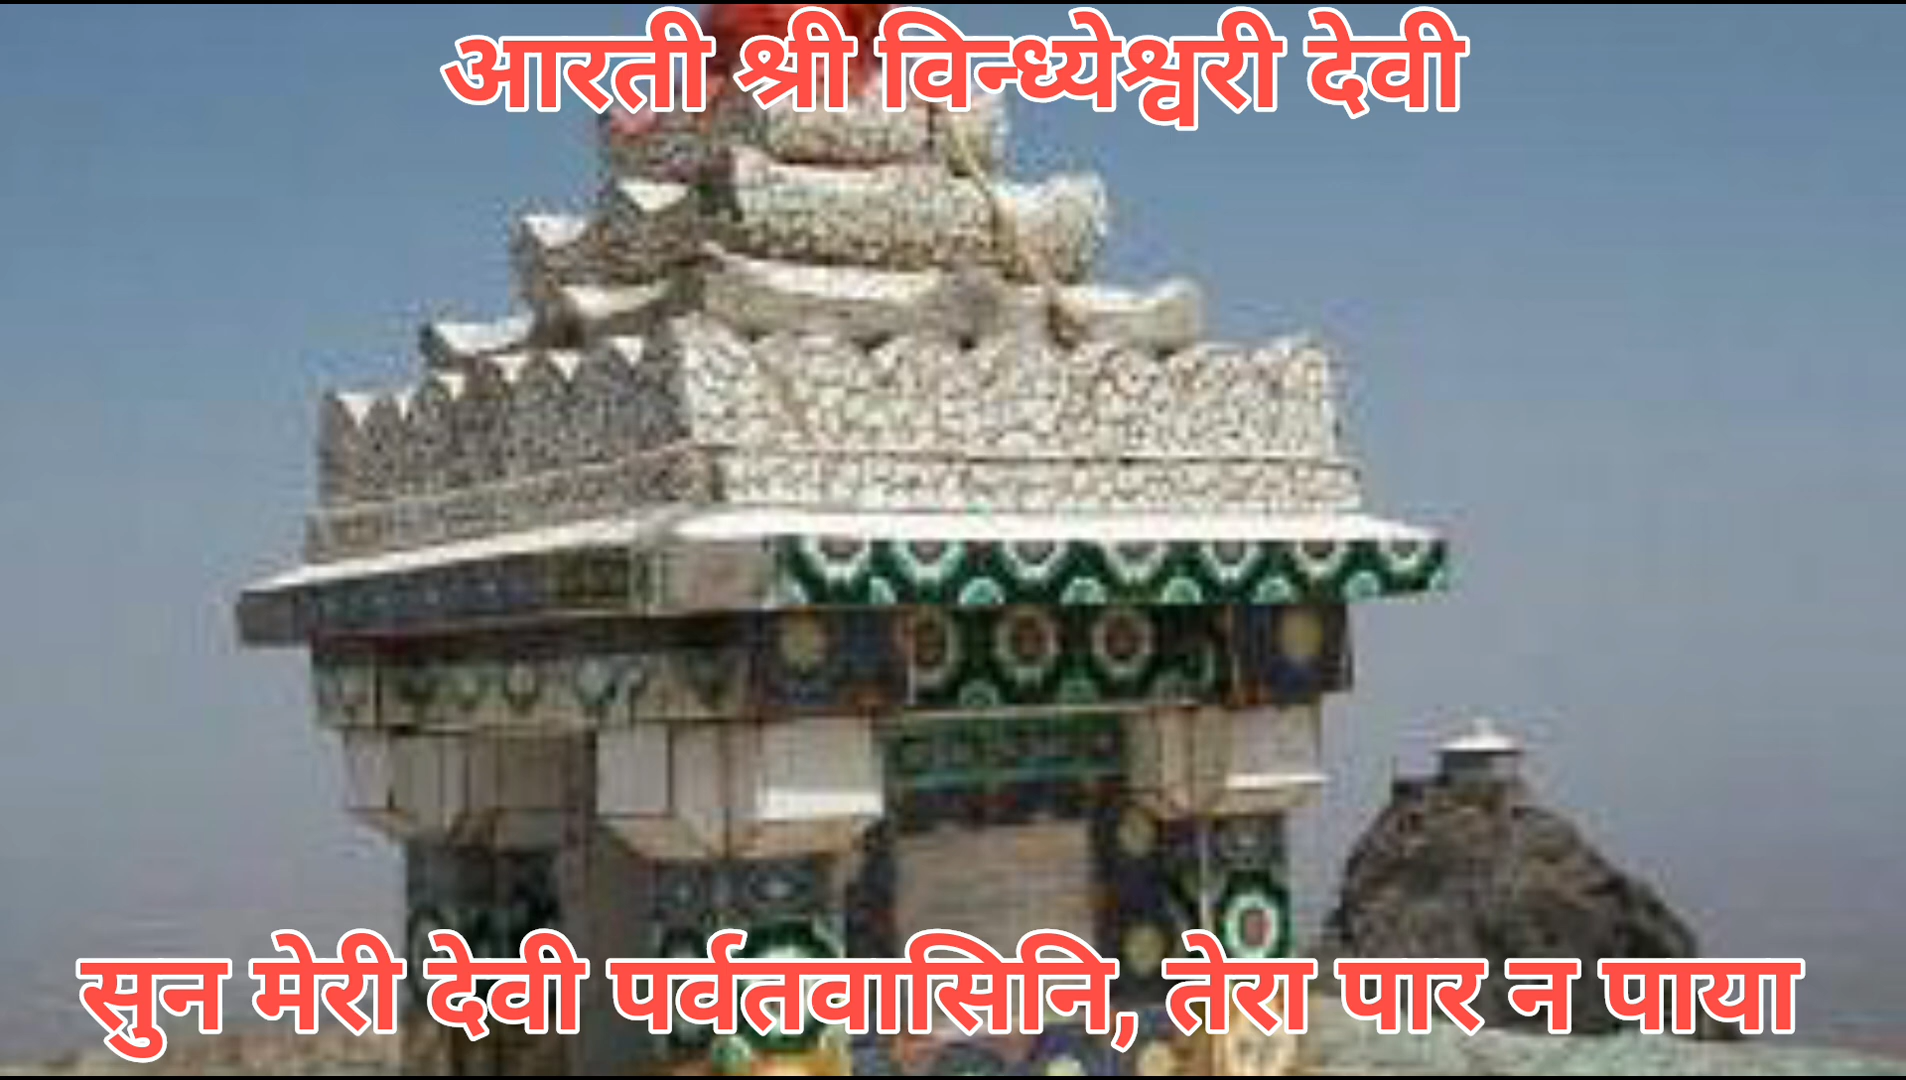 आरती श्री विन्ध्येश्वरी देवी
सुन मेरी देवी पर्वतवासिनि, तेरा पार न पाया